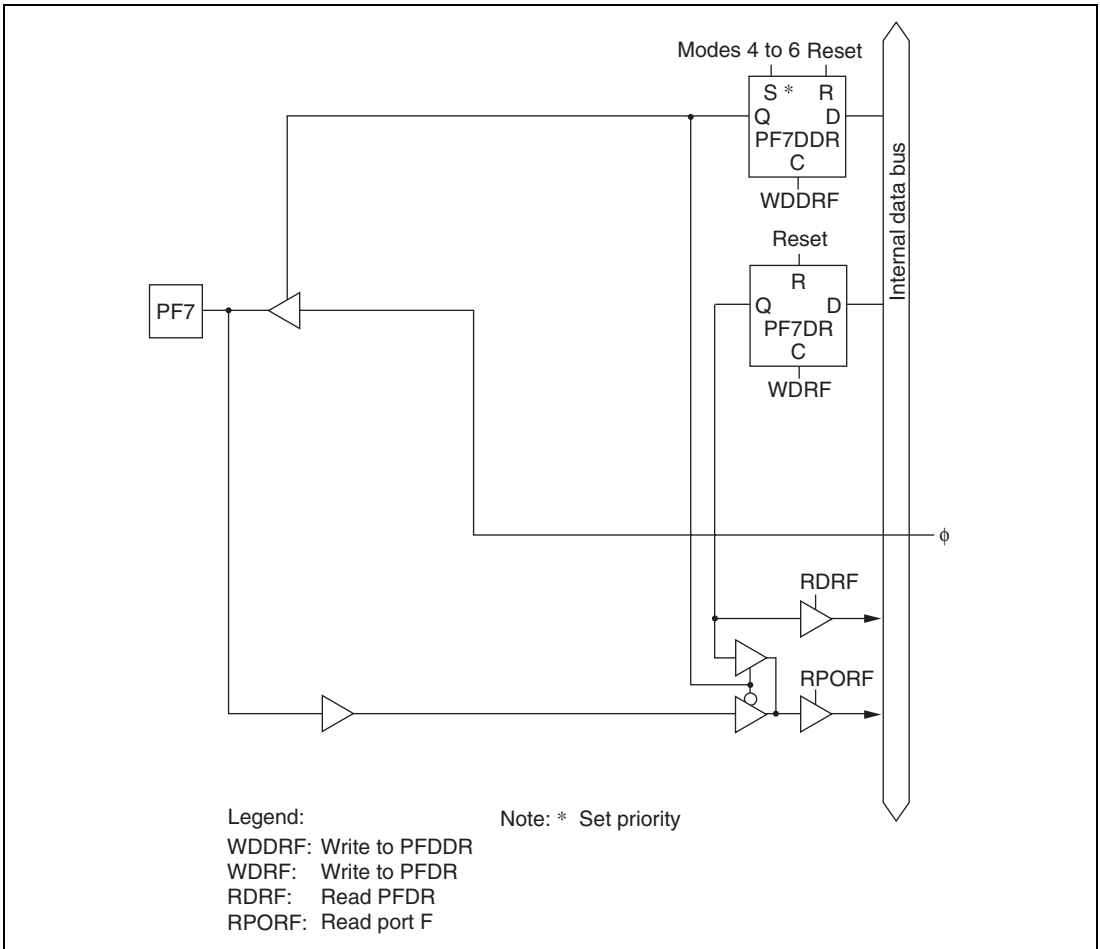 Modes 4 to 6 Reset
S * R
Q D
PF7DDR
C
WDDRF
Internal data bus
Reset
R
PF7
Q D
PF7DR
C
WDRF
ϕ
RDRF
RPORF
Legend:
Note: * Set priority
WDDRF: Write to PFDDR
WDRF: Write to PFDR
RDRF: Read PFDR
RPORF: Read port F